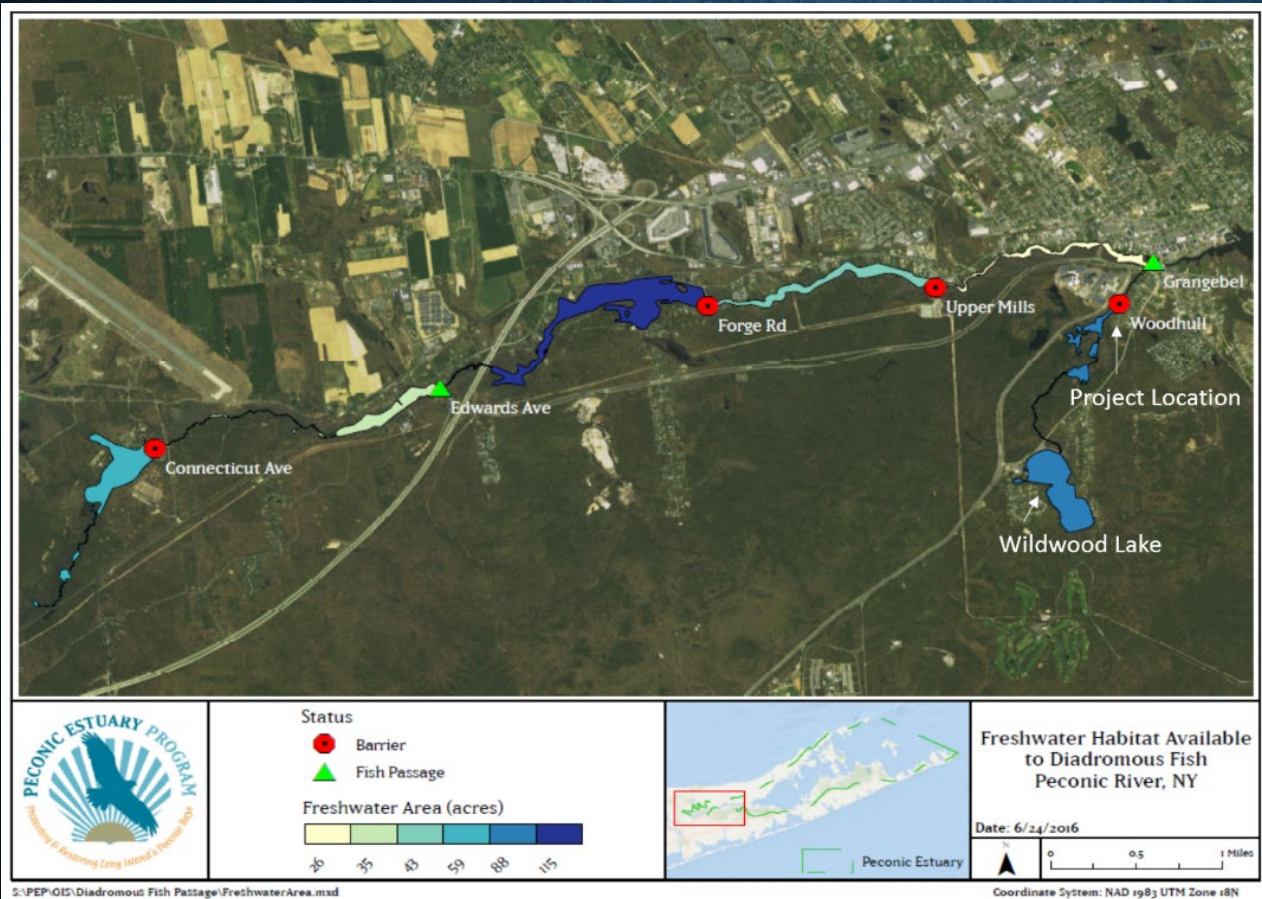 Grangebel
Upper Mills
Woodhull
Forge Rd
Project Location
Edwards Ave
Connecticut Ave
Wildwood Lake
PECONIC ESTUARY PROGRAM
Protecting & Restoring Long Island's Peconic Bays
Status
Barrier
Fish Passage
Freshwater Area (acres)
26 35 43 59 88 115
Peconic Estuary
Freshwater Habitat Available
to Diadromous Fish
Peconic River, NY
Date: 6/24/2016
N
0 0.5 1 Miles
S:\PEP\GIS\Diadromous Fish Passage\FreshwaterArea.mxd
Coordinate System: NAD 1983 UTM Zone 18N